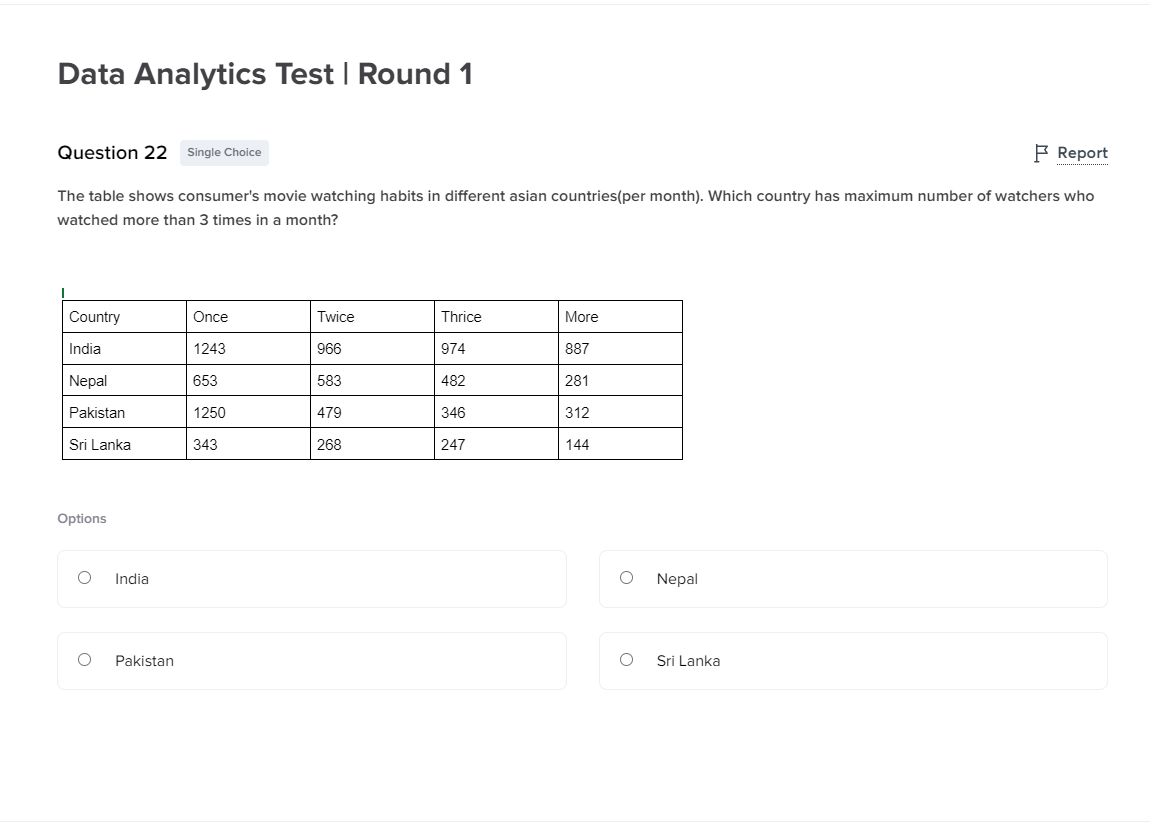 Data Analytics Test | Round 1
Question 22 Single Choice Report
The table shows consumer's movie watching habits in different asian countries(per month). Which country has maximum number of watchers who
watched more than 3 times in a month?
Country Once Twice Thrice More
India 1243 966 974 887
Nepal 653 583 482 281
Pakistan 1250 479 346 312
Sri Lanka 343 268 247 144
Options
India Nepal
Pakistan Sri Lanka